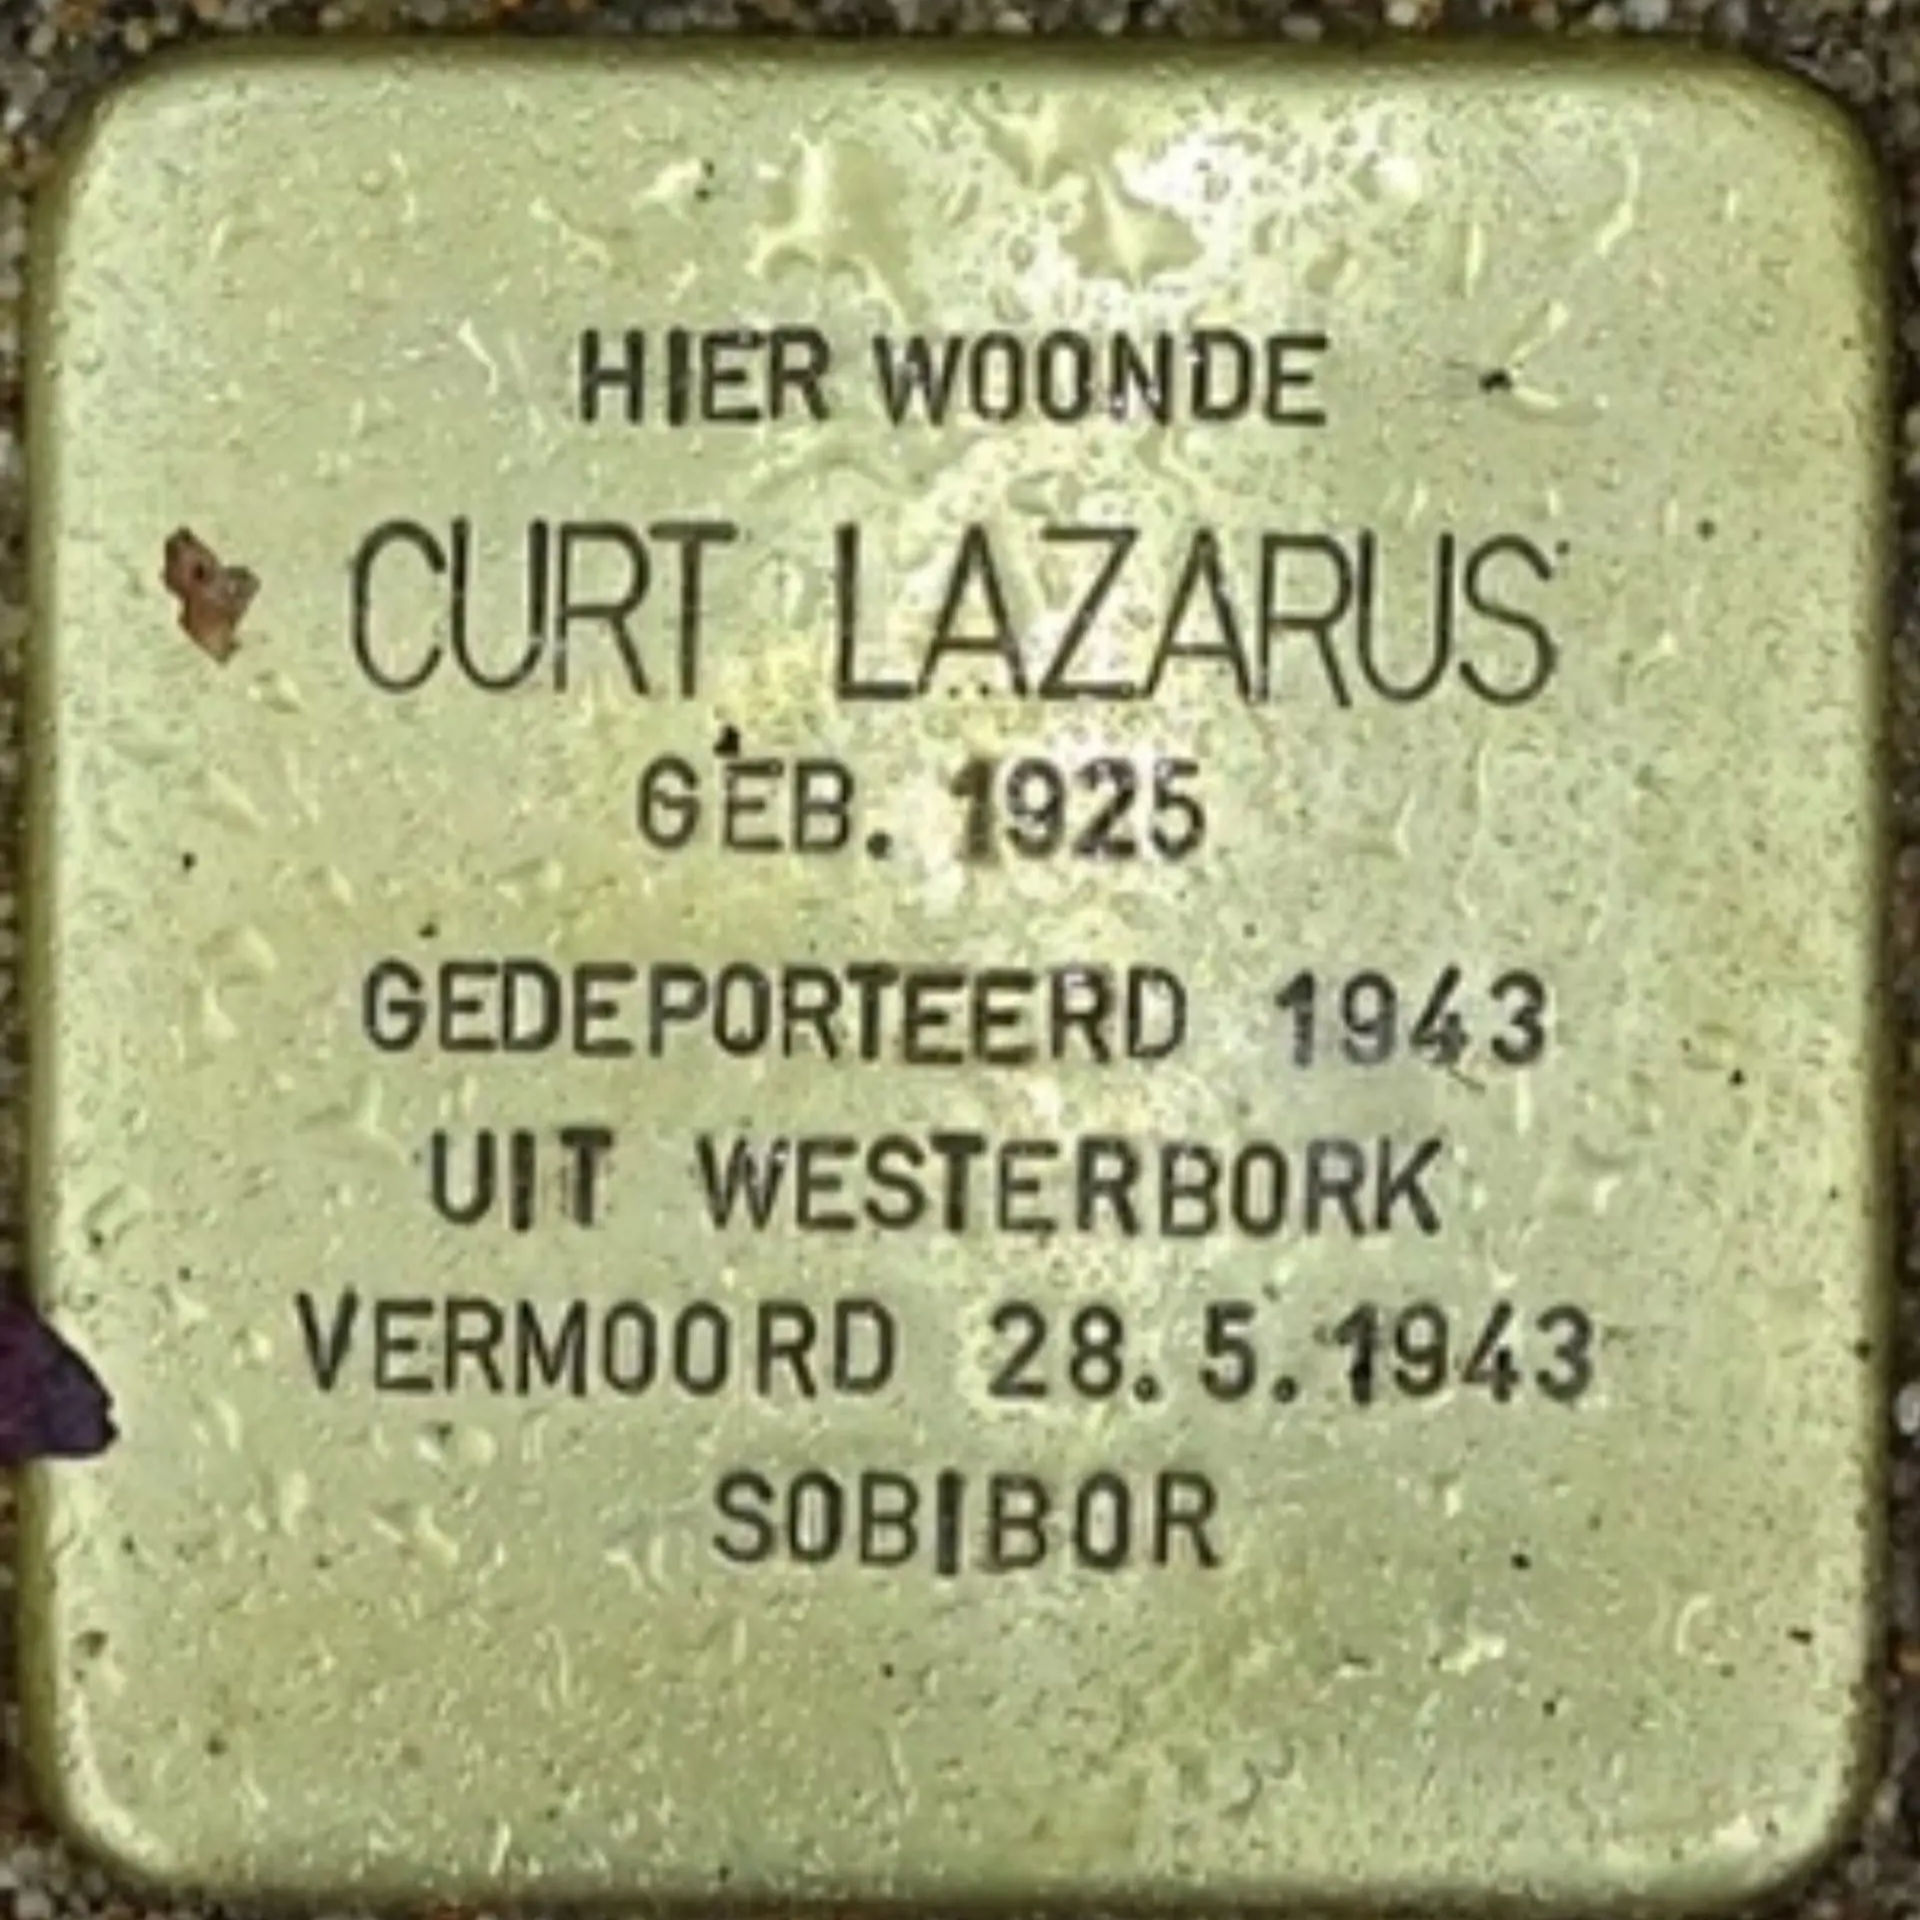 HIER WOONDE
CURT LAZARUS
GEB. 1925
GEDEPORTEERD 1943
UIT WESTERBORK
VERMOORD 28.5.1943
SOBIBOR